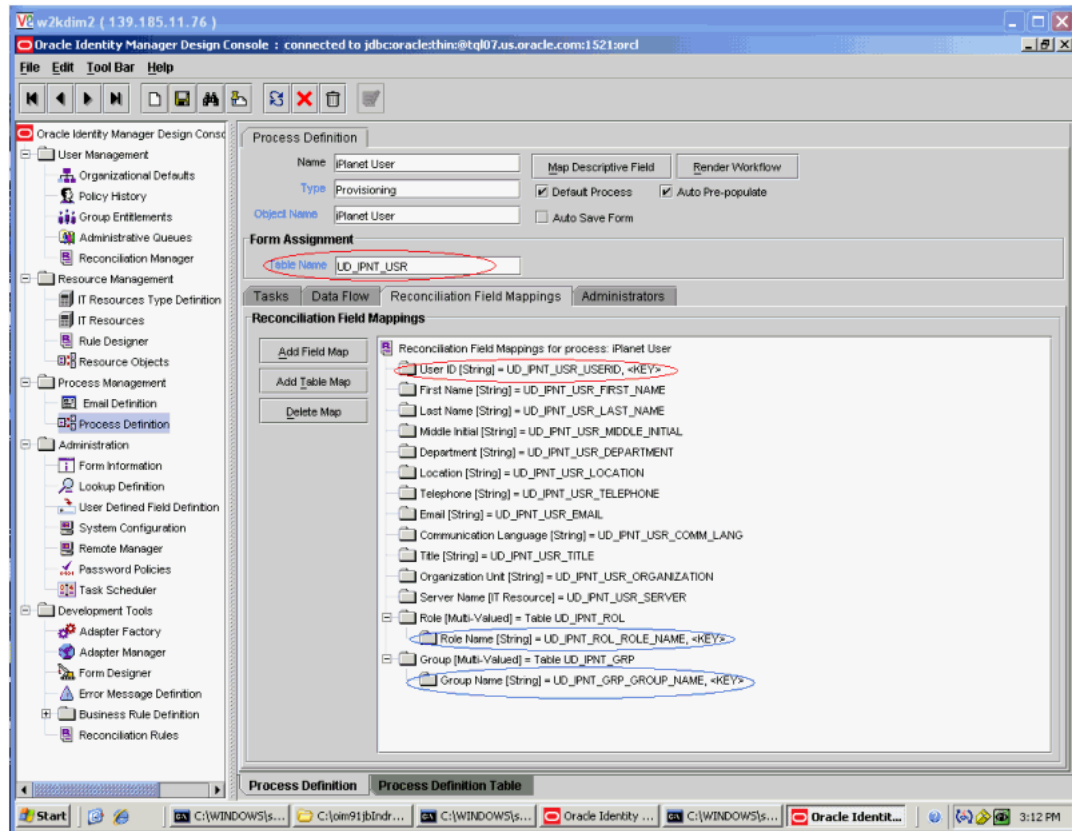 w2kdim2 ( 139.185.11.76 )
Oracle Identity Manager Design Console : connected to jdbc:oracle:thin:@tql07.us.oracle.com:1521:orcl
File Edit Tool Bar Help
Oracle Identity Manager Design Consc
User Management
Organizational Defaults
Policy History
Group Entitlements
Administrative Queues
Reconciliation Manager
Resource Management
IT Resources Type Definition
IT Resources
Rule Designer
Resource Objects
Process Management
Email Definition
Process Definition
Administration
Form Information
Lookup Definition
User Defined Field Definition
System Configuration
Remote Manager
Password Policies
Task Scheduler
Development Tools
Adapter Factory
Adapter Manager
Form Designer
Error Message Definition
Business Rule Definition
Reconciliation Rules
Process Definition
Name iPlanet User Map Descriptive Field Render Workflow
Type Provisioning Default Process Auto Pre-populate
Object Name iPlanet User Auto Save Form
Form Assignment
Table Name UD_IPNT_USR
Tasks Data Flow Reconciliation Field Mappings Administrators
Reconciliation Field Mappings
Add Field Map
Add Table Map
Delete Map
Reconciliation Field Mappings for process: iPlanet User
User ID [String] = UD_IPNT_USR_USERID, <KEY>
First Name [String] = UD_IPNT_USR_FIRST_NAME
Last Name [String] = UD_IPNT_USR_LAST_NAME
Middle Initial [String] = UD_IPNT_USR_MIDDLE_INITIAL
Department [String] = UD_IPNT_USR_DEPARTMENT
Location [String] = UD_IPNT_USR_LOCATION
Telephone [String] = UD_IPNT_USR_TELEPHONE
Email [String] = UD_IPNT_USR_EMAIL
Communication Language [String] = UD_IPNT_USR_COMM_LANG
Title [String] = UD_IPNT_USR_TITLE
Organization Unit [String] = UD_IPNT_USR_ORGANIZATION
Server Name [IT Resource] = UD_IPNT_USR_SERVER
Role [Multi-Valued] = Table UD_IPNT_ROL
Role Name [String] = UD_IPNT_ROL_ROLE_NAME, <KEY>
Group [Multi-Valued] = Table UD_IPNT_GRP
Group Name [String] = UD_IPNT_GRP_GROUP_NAME, <KEY>
Process Definition Process Definition Table
Start C:\WINDOWS\s... C:\oim91jbIndr... C:\WINDOWS\s... Oracle Identity ... C:\WINDOWS\s... Oracle Identit... 3:12 PM